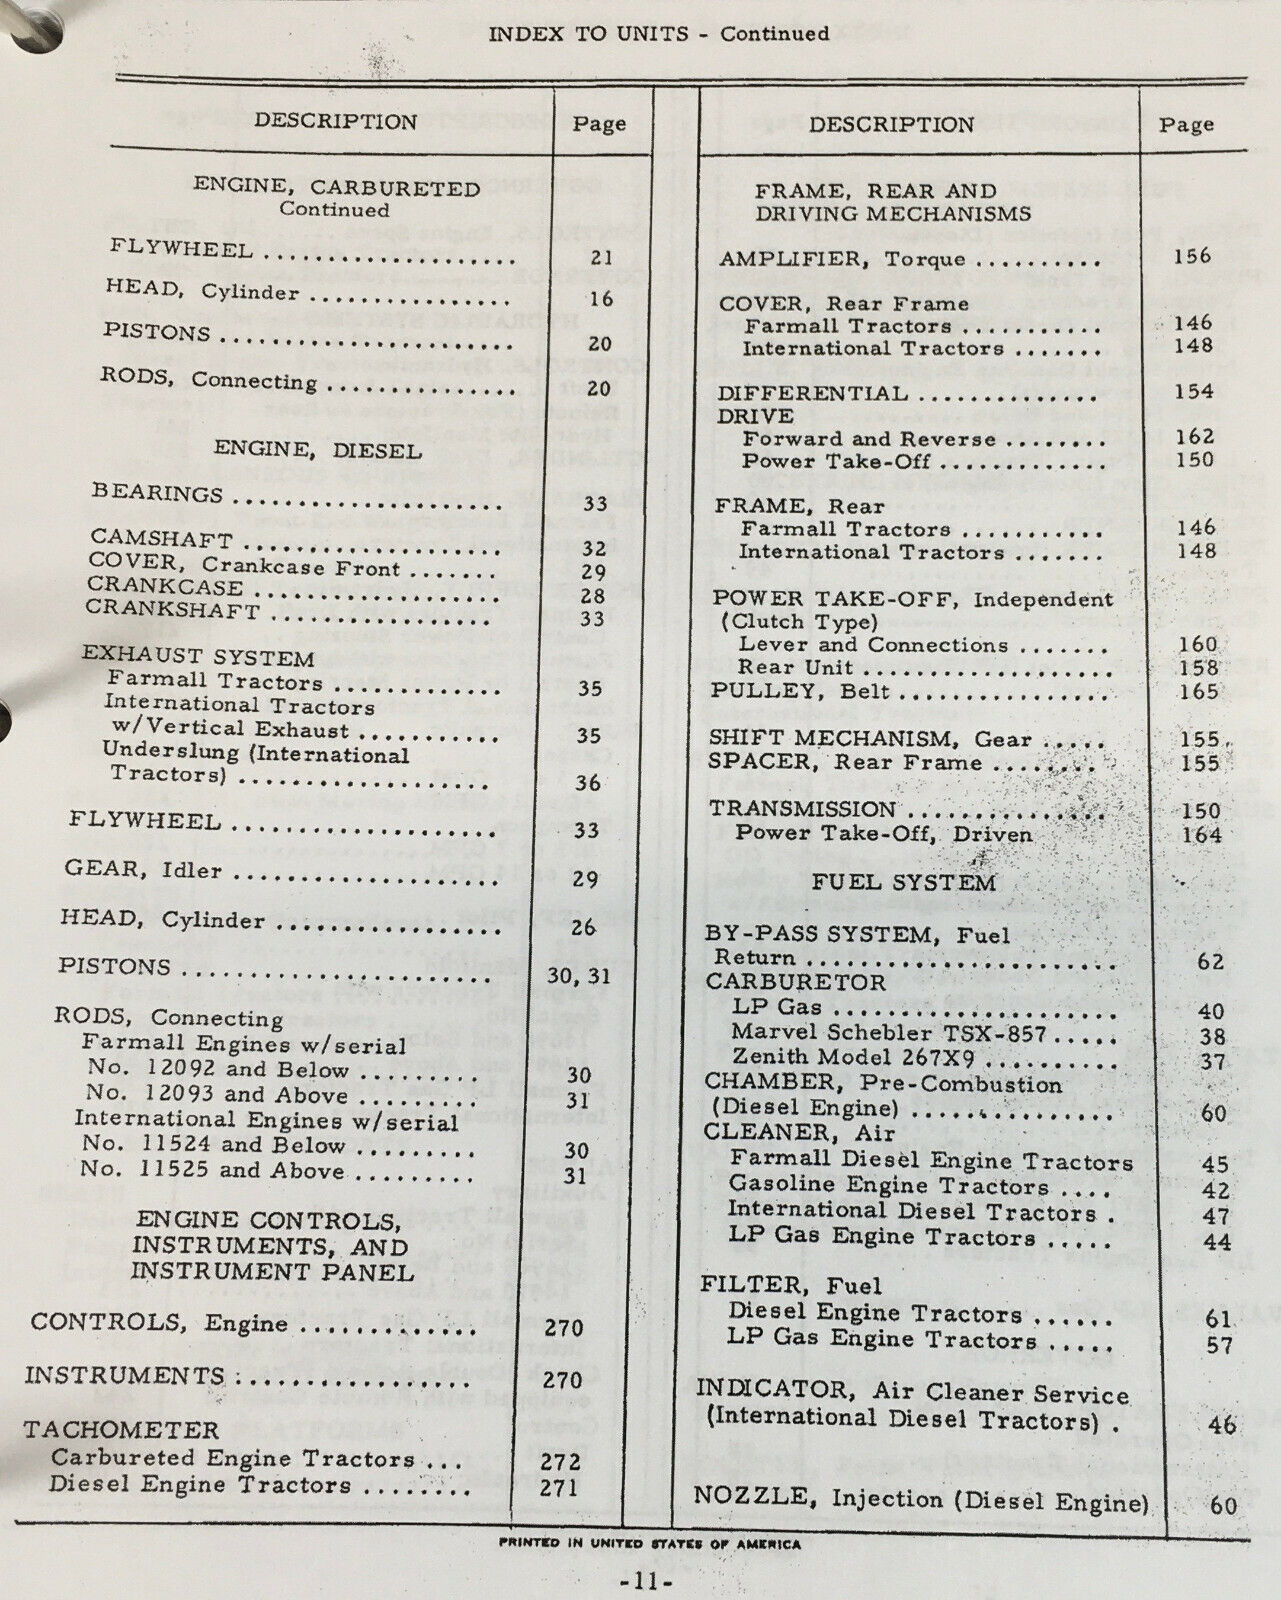 INDEX TO UNITS - Continued
DESCRIPTION Page
ENGINE, CARBURETED
Continued
FLYWHEEL .................... 21
HEAD, Cylinder ................ 16
PISTONS ....................... 20
RODS, Connecting ............... 20
ENGINE, DIESEL
BEARINGS ..................... 33
CAMSHAFT .................... 32
COVER, Crankcase Front ....... 29
CRANKCASE ................... 28
CRANKSHAFT ................. 33
EXHAUST SYSTEM
Farmall Tractors ............. 35
International Tractors
w/Vertical Exhaust ........... 35
Underslung (International
Tractors) .................... 36
FLYWHEEL ..................... 33
GEAR, Idler ................... 29
HEAD, Cylinder ................. 26
PISTONS ........................ 30, 31
RODS, Connecting
Farmall Engines w/serial
No. 12092 and Below ......... 30
No. 12093 and Above ......... 31
International Engines w/serial
No. 11524 and Below ......... 30
No. 11525 and Above ......... 31
ENGINE CONTROLS,
INSTRUMENTS, AND
INSTRUMENT PANEL
CONTROLS, Engine .............. 270
INSTRUMENTS .................. 270
TACHOMETER
Carbureted Engine Tractors ... 272
Diesel Engine Tractors ........ 271
DESCRIPTION Page
FRAME, REAR AND
DRIVING MECHANISMS
AMPLIFIER, Torque .......... 156
COVER, Rear Frame
Farmall Tractors ........... 146
International Tractors ....... 148
DIFFERENTIAL .............. 154
DRIVE
Forward and Reverse ........ 162
Power Take-Off ............. 150
FRAME, Rear
Farmall Tractors ........... 146
International Tractors ....... 148
POWER TAKE-OFF, Independent
(Clutch Type)
Lever and Connections ....... 160
Rear Unit ................... 158
PULLEY, Belt ................ 165
SHIFT MECHANISM, Gear ..... 155
SPACER, Rear Frame ........ 155
TRANSMISSION ............... 150
Power Take-Off, Driven 164
FUEL SYSTEM
BY-PASS SYSTEM, Fuel
Return ........................ 62
CARBURETOR
LP Gas ...................... 40
Marvel Schebler TSX-857..... 38
Zenith Model 267X9 .......... 37
CHAMBER, Pre-Combustion
(Diesel Engine) ............... 60
CLEANER, Air
Farmall Diesel Engine Tractors 45
Gasoline Engine Tractors .... 42
International Diesel Tractors . 47
LP Gas Engine Tractors ..... 44
FILTER, Fuel
Diesel Engine Tractors ...... 61
LP Gas Engine Tractors ..... 57
INDICATOR, Air Cleaner Service
(International Diesel Tractors) . 46
NOZZLE, Injection (Diesel Engine) 60
PRINTED IN UNITED STATES OF AMERICA
-11-